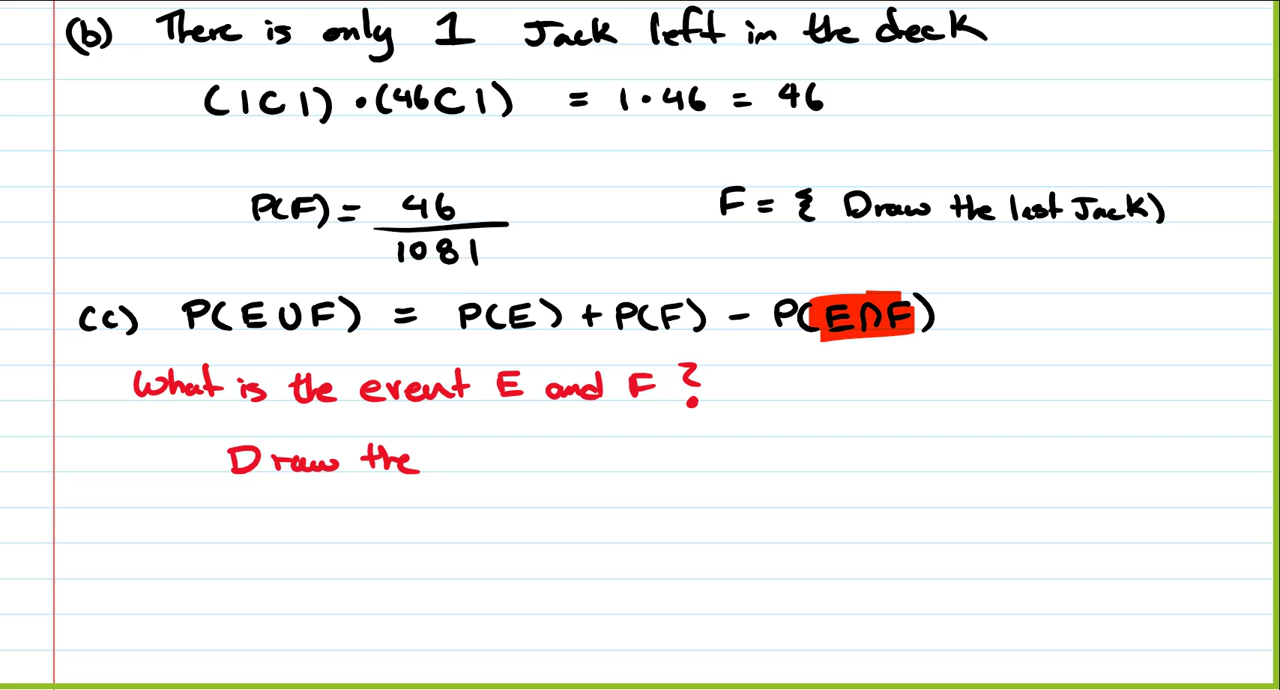 (b) There is only 1 Jack left in the deck
(1C1) · (46C1) = 1 · 46 = 46
P(F) = 46/1081 F = { Draw the last Jack)
(c) P(E ∪ F) = P(E) + P(F) - P(E ∩ F)
What is the event E and F ?
Draw the